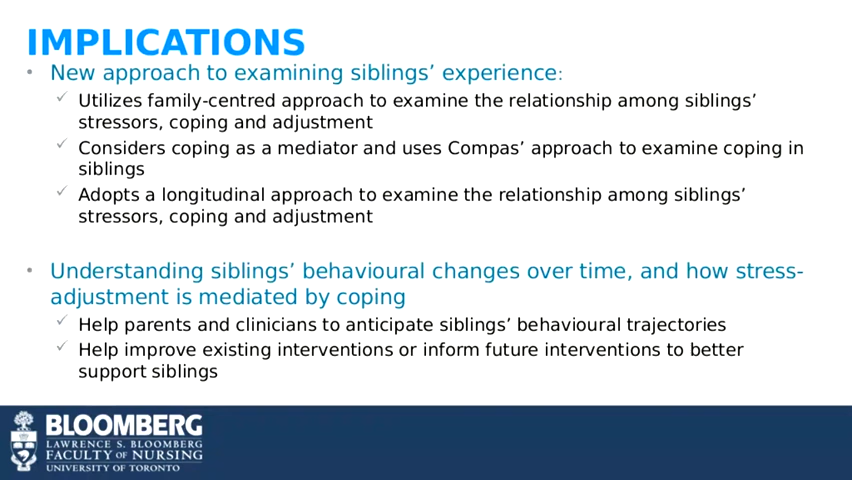 IMPLICATIONS
• New approach to examining siblings’ experience:
✓ Utilizes family-centred approach to examine the relationship among siblings’
stressors, coping and adjustment
✓ Considers coping as a mediator and uses Compas’ approach to examine coping in
siblings
✓ Adopts a longitudinal approach to examine the relationship among siblings’
stressors, coping and adjustment
• Understanding siblings’ behavioural changes over time, and how stress-
adjustment is mediated by coping
✓ Help parents and clinicians to anticipate siblings’ behavioural trajectories
✓ Help improve existing interventions or inform future interventions to better
support siblings
BLOOMBERG
LAWRENCE S. BLOOMBERG
FACULTY OF NURSING
UNIVERSITY OF TORONTO